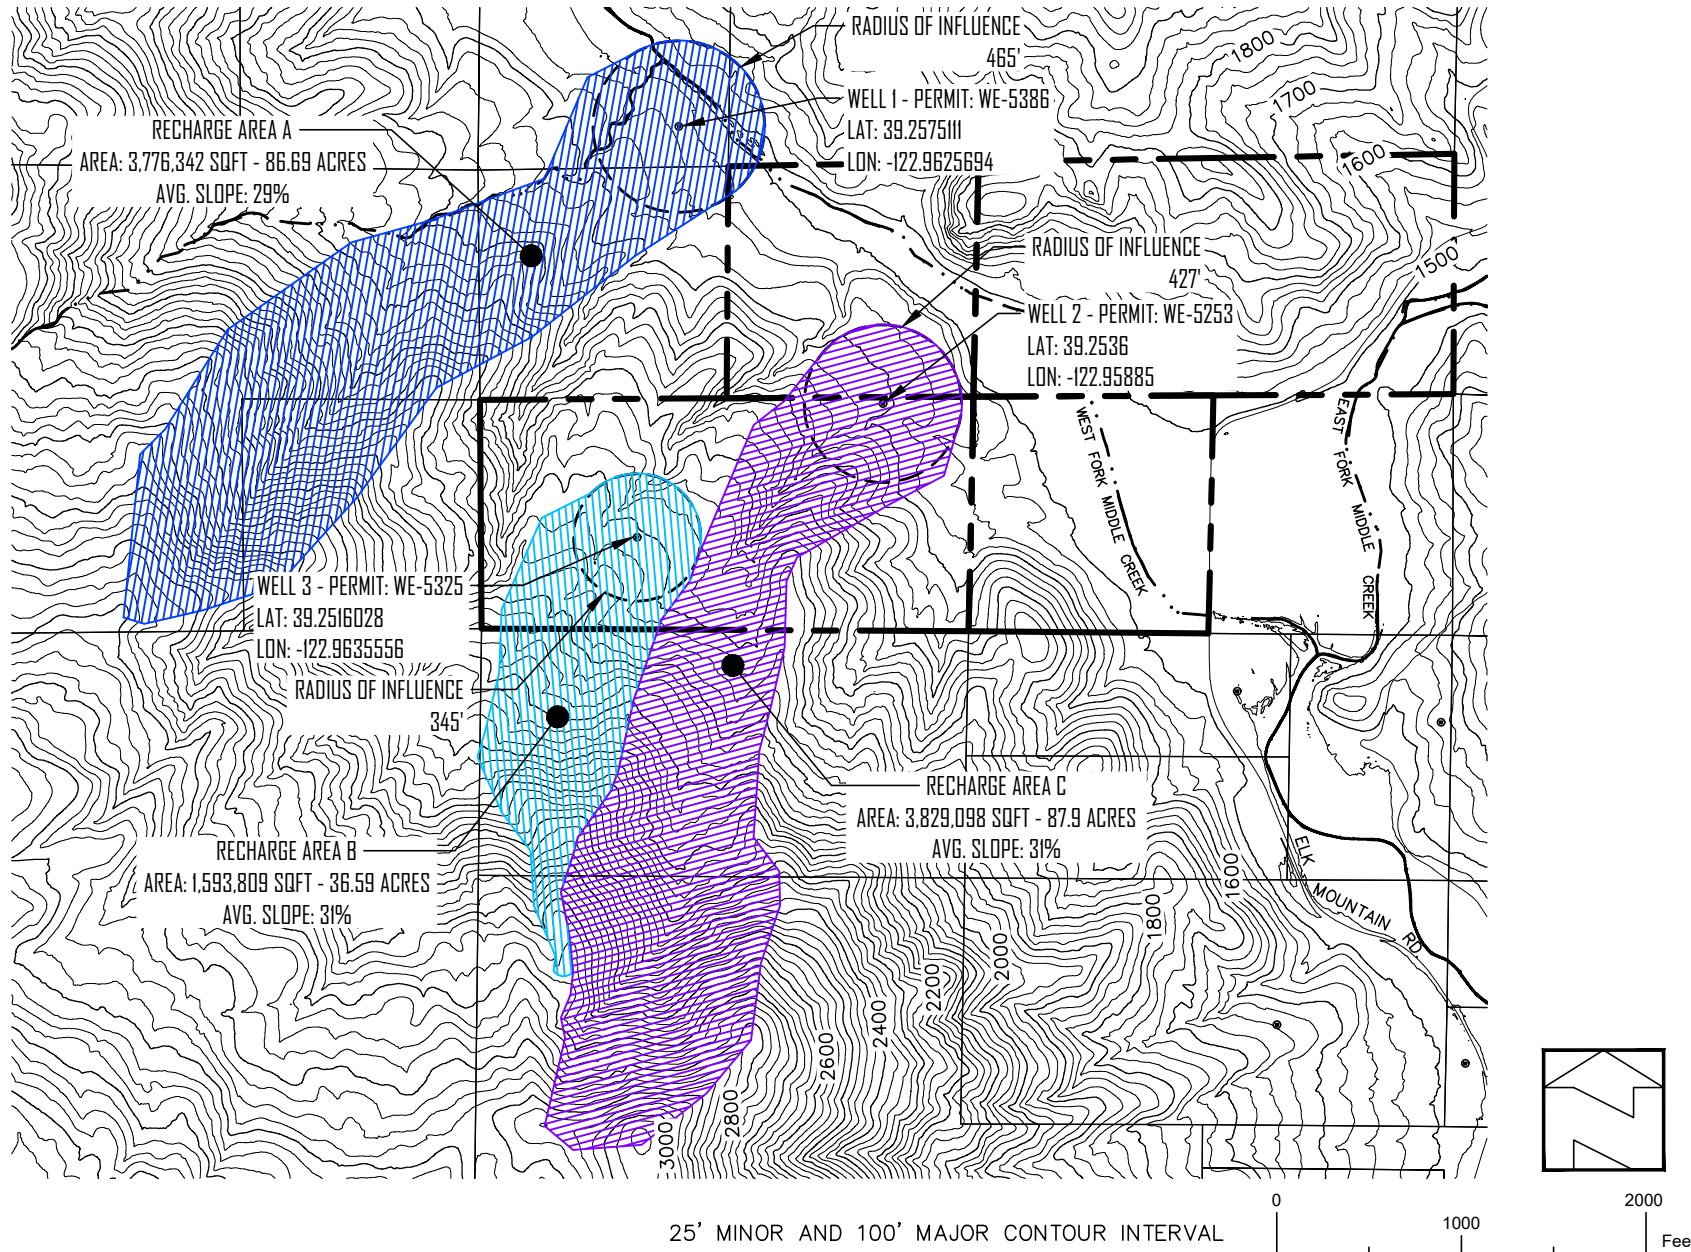 RADIUS OF INFLUENCE
465'
WELL 1 - PERMIT: WE-5386
LAT: 39.2575111
LON: -122.9625694
RECHARGE AREA A
AREA: 3,776,342 SQFT - 86.69 ACRES
AVG. SLOPE: 29%
1800
1700
1600
1500
RADIUS OF INFLUENCE
427'
WELL 2 - PERMIT: WE-5253
LAT: 39.2536
LON: -122.95885
WEST FORK MIDDLE CREEK
EAST FORK MIDDLE CREEK
WELL 3 - PERMIT: WE-5325
LAT: 39.2516028
LON: -122.9635556
RADIUS OF INFLUENCE
345'
RECHARGE AREA C
AREA: 3,829,098 SQFT - 87.9 ACRES
AVG. SLOPE: 31%
RECHARGE AREA B
AREA: 1,593,809 SQFT - 36.59 ACRES
AVG. SLOPE: 31%
ELK MOUNTAIN RD.
1600
1800
2000
2200
2400
2600
2800
3000
25' MINOR AND 100' MAJOR CONTOUR INTERVAL
0
1000
2000
Fee